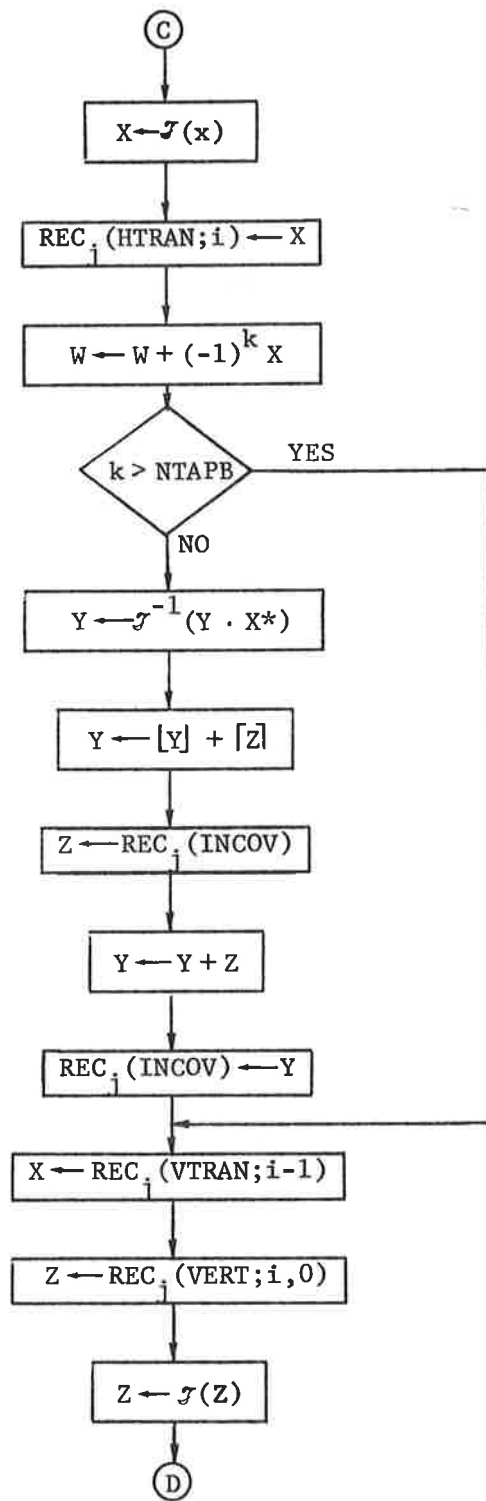 C
X←𝒯(x)
REC_j(HTRAN;i)←X
W←W+(-1)^k X
k > NTAPB
YES
NO
Y←𝒯^-1(Y · X*)
Y←⌊Y⌋ + ⌈Z⌉
Z←REC_j(INCOV)
Y←Y+Z
REC_j(INCOV)←Y
X←REC_j(VTRAN;i-1)
Z←REC_j(VERT;i,0)
Z←𝒯(Z)
D